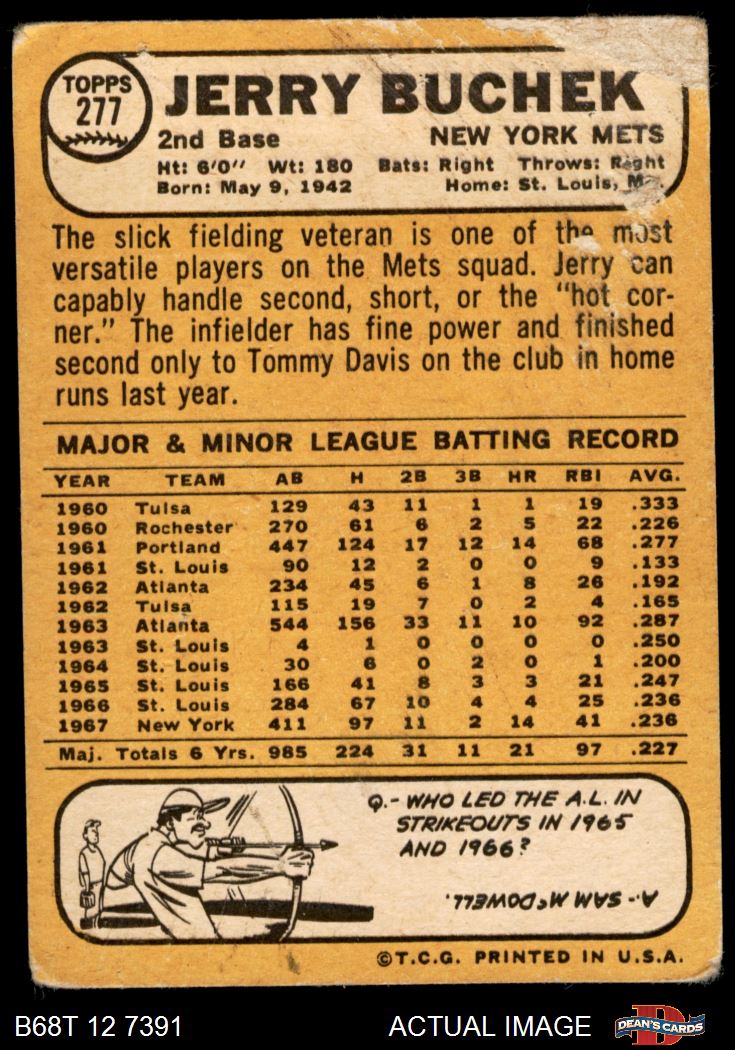 TOPPS
277
JERRY BUCHEK
2nd Base NEW YORK METS
Ht: 6'0" Wt: 180 Bats: Right Throws: Right
Born: May 9, 1942 Home: St. Louis,
The slick fielding veteran is one of the most
versatile players on the Mets squad. Jerry can
capably handle second, short, or the "hot cor-
ner." The infielder has fine power and finished
second only to Tommy Davis on the club in home
runs last year.
MAJOR & MINOR LEAGUE BATTING RECORD
YEAR TEAM AB H 2B 3B HR RBI AVG.
1960 Tulsa 129 43 11 1 1 19 .333
1960 Rochester 270 61 6 2 5 22 .226
1961 Portland 447 124 17 12 14 68 .277
1961 St. Louis 90 12 2 0 0 9 .133
1962 Atlanta 234 45 6 1 8 26 .192
1962 Tulsa 115 19 7 0 2 4 .165
1963 Atlanta 544 156 33 11 10 92 .287
1963 St. Louis 4 1 0 0 0 0 .250
1964 St. Louis 30 6 0 2 0 1 .200
1965 St. Louis 166 41 8 3 3 21 .247
1966 St. Louis 284 67 10 4 4 25 .236
1967 New York 411 97 11 2 14 41 .236
Maj. Totals 6 Yrs. 985 224 31 11 21 97 .227
Q.- WHO LED THE A.L. IN
STRIKEOUTS IN 1965
AND 1966?
A.- SAM McDOWELL.
©T.C.G. PRINTED IN U.S.A.
B68T 12 7391 ACTUAL IMAGE D DEAN'S CARDS